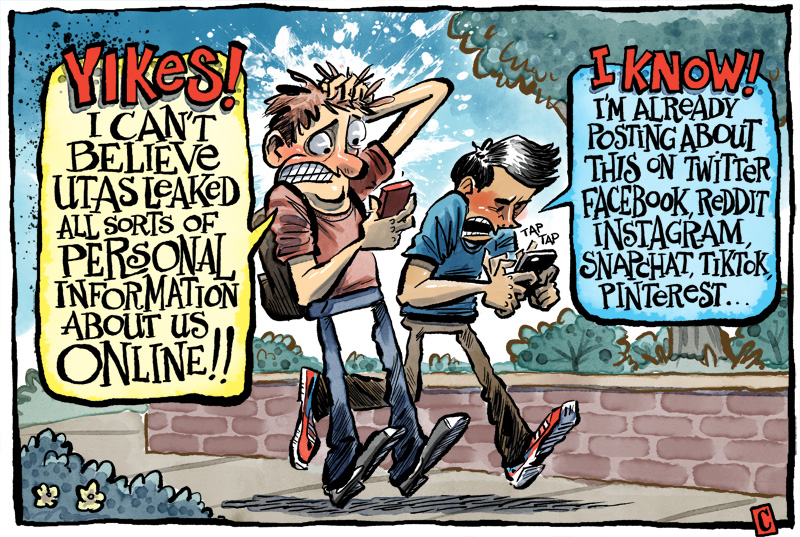 YIKES!
I CAN'T
BELIEVE
UTAS LEAKED
ALL SORTS OF
PERSONAL
INFORMATION
ABOUT US
ONLINE!!
I KNOW!
I'M ALREADY
POSTING ABOUT
THIS ON TWITTER
FACEBOOK, REDDIT
INSTAGRAM,
SNAPCHAT, TIKTOK,
PINTEREST...
TAP
TAP
C